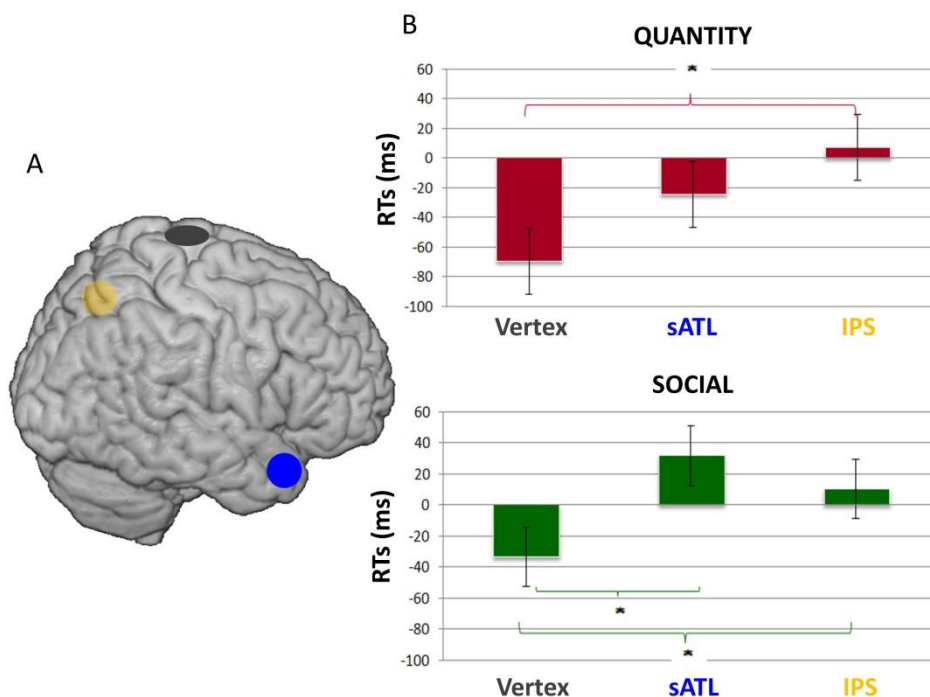 A
B
QUANTITY
RTs (ms)
60
40
20
0
-20
-40
-60
-80
-100
*
Vertex sATL IPS
SOCIAL
RTs (ms)
60
40
20
0
-20
-40
-60
-80
-100
*
*
Vertex sATL IPS